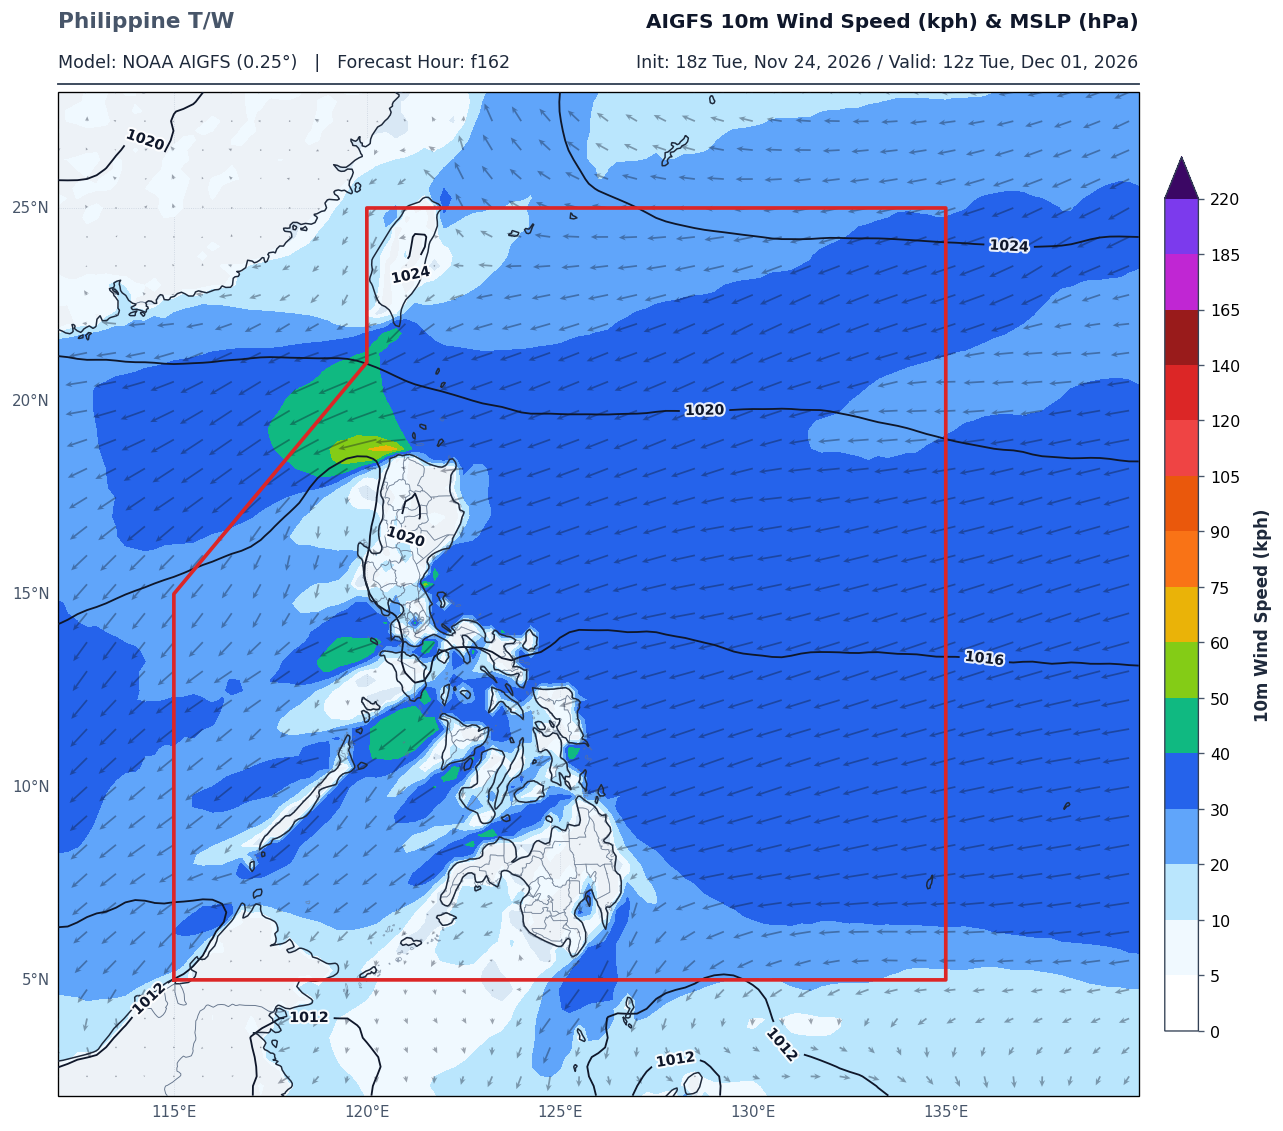 Philippine T/W
AIGFS 10m Wind Speed (kph) & MSLP (hPa)
Model: NOAA AIGFS (0.25°) | Forecast Hour: f162
Init: 18z Tue, Nov 24, 2026 / Valid: 12z Tue, Dec 01, 2026
1020
25°N
1024
1024
20°N
1020
1020
15°N
1016
10°N
5°N
1012
1012
1012
1012
115°E
120°E
125°E
130°E
135°E
220
185
165
140
120
105
90
75
60
50
40
30
20
10
5
0
10m Wind Speed (kph)